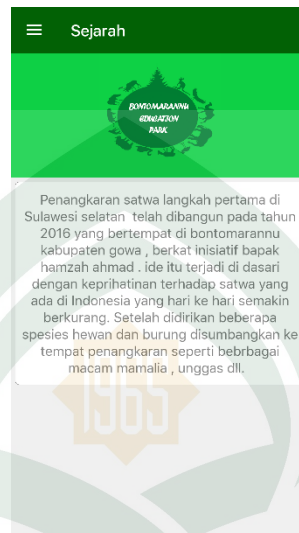 Sejarah
BONTOMARANNU
EDUCATION
PARK
Penangkaran satwa langkah pertama di
Sulawesi selatan telah dibangun pada tahun
2016 yang bertempat di bontomarannu
kabupaten gowa , berkat inisiatif bapak
hamzah ahmad . ide itu terjadi di dasari
dengan keprihatinan terhadap satwa yang
ada di Indonesia yang hari ke hari semakin
berkurang. Setelah didirikan beberapa
spesies hewan dan burung disumbangkan ke
tempat penangkaran seperti bebrbagai
macam mamalia , unggas dll.
1965